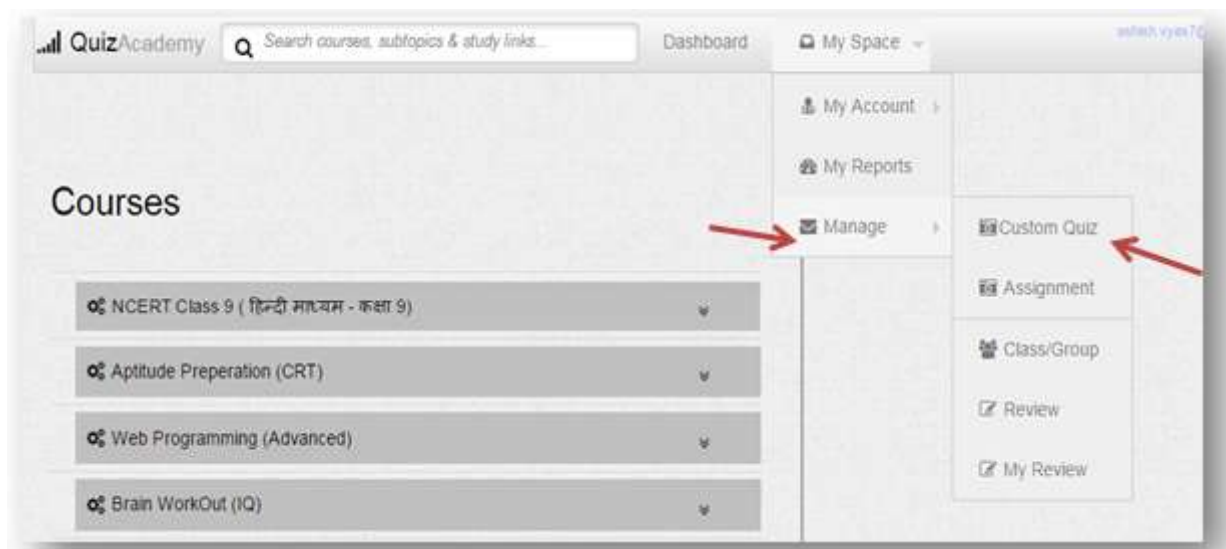 QuizAcademy Search courses, subtopics & study links... Dashboard My Space
My Account
My Reports
Courses
Manage
Custom Quiz
Assignment
Class/Group
Review
My Review
NCERT Class 9 ( हिन्दी माध्यम - कक्षा 9)
Aptitude Preperation (CRT)
Web Programming (Advanced)
Brain WorkOut (IQ)